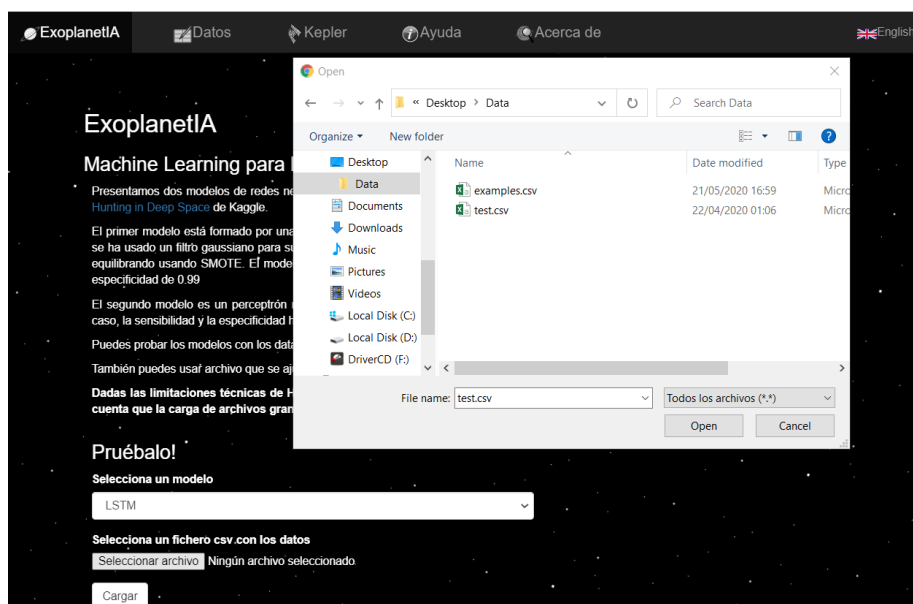 ExoplanetIA Datos Kepler Ayuda Acerca de English
Open
« Desktop > Data
Search Data
Organize New folder
Name Date modified Type
Desktop
Data
Documents
Downloads
Music
Pictures
Videos
Local Disk (C:)
Local Disk (D:)
DriverCD (F:)
examples.csv 21/05/2020 16:59 Micro
test.csv 22/04/2020 01:06 Micro
File name: test.csv
Todos los archivos (*.*)
Open Cancel
ExoplanetIA
Machine Learning para
Presentamos dos modelos de redes ne
Hunting in Deep Space de Kaggle.
El primer modelo está formado por una
se ha usado un filtro gaussiano para su
equilibrando usando SMOTE. El mode
especificidad de 0.99
El segundo modelo es un perceptrón
caso, la sensibilidad y la especificidad h
Puedes probar los modelos con los data
También puedes usar archivo que se aj
Dadas las limitaciones técnicas de H
cuenta que la carga de archivos gran
Pruébalo!
Selecciona un modelo
LSTM
Selecciona un fichero csv con los datos
Seleccionar archivo Ningún archivo seleccionado
Cargar